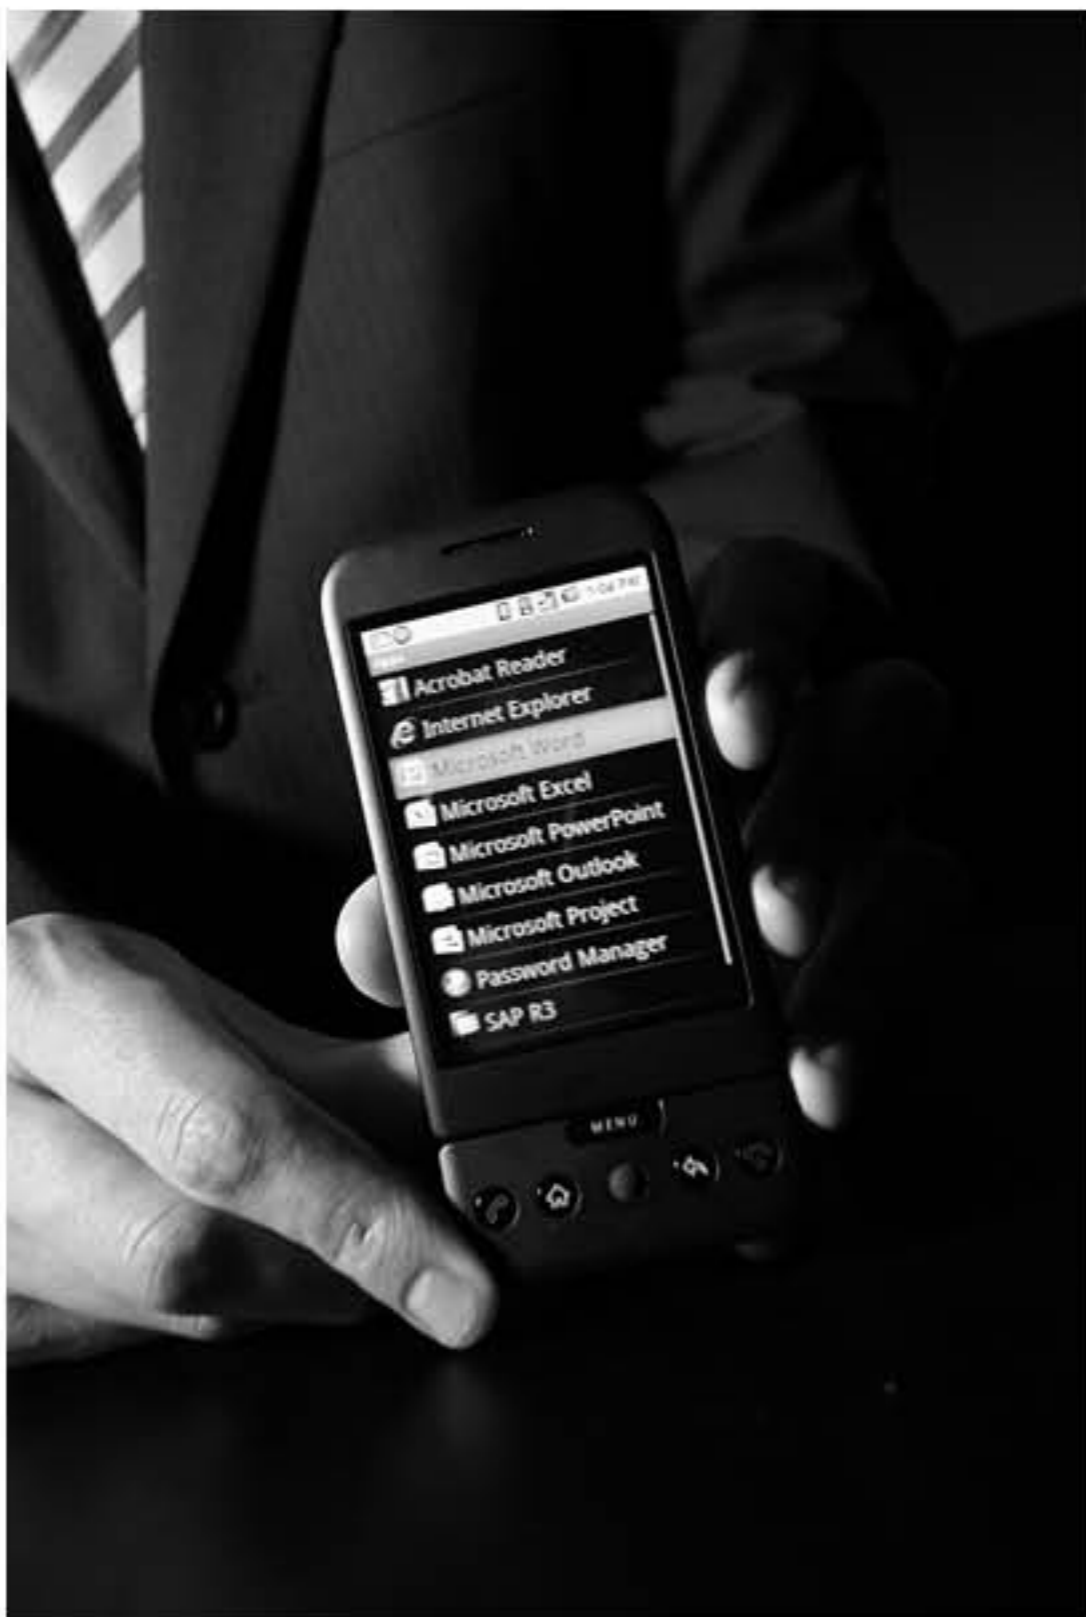 Acrobat Reader
Internet Explorer
Microsoft Word
Microsoft Excel
Microsoft PowerPoint
Microsoft Outlook
Microsoft Project
Password Manager
SAP R3
MENU